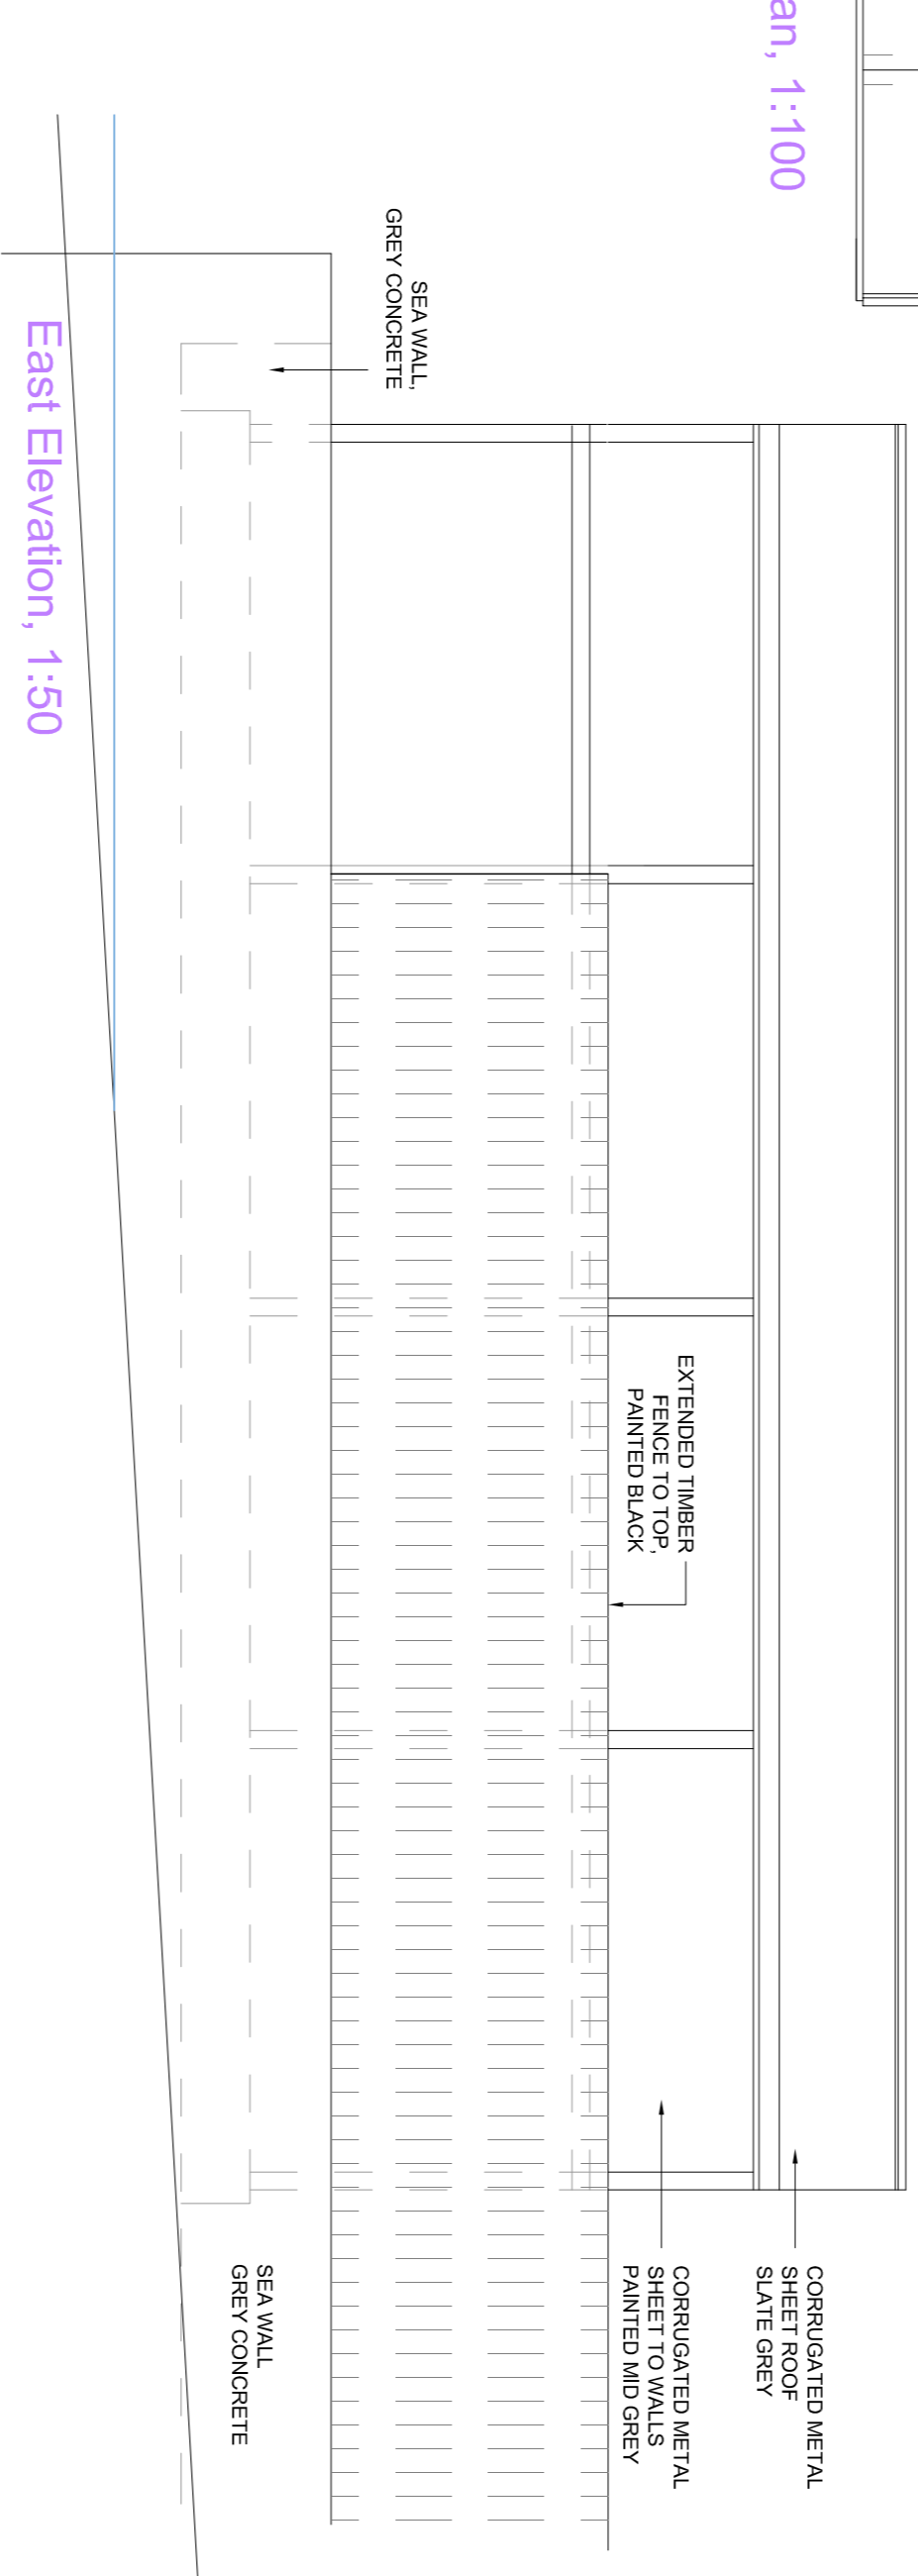 an, 1:100
SEA WALL,
GREY CONCRETE
EXTENDED TIMBER
FENCE TO TOP,
PAINTED BLACK
CORRUGATED METAL
SHEET ROOF
SLATE GREY
CORRUGATED METAL
SHEET TO WALLS
PAINTED MID GREY
SEA WALL
GREY CONCRETE
East Elevation, 1:50